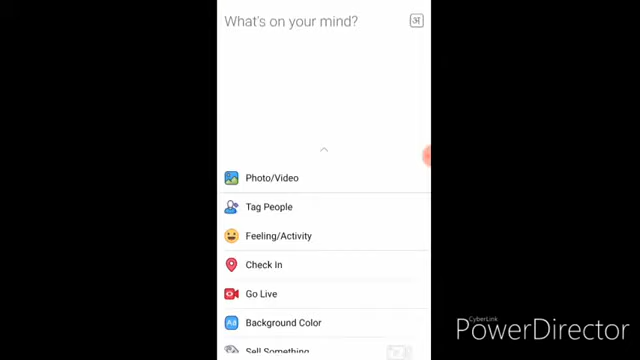 What's on your mind?
अ
Photo/Video
Tag People
Feeling/Activity
Check In
Go Live
Aa
Background Color
Sell Something
CyberLink
PowerDirector